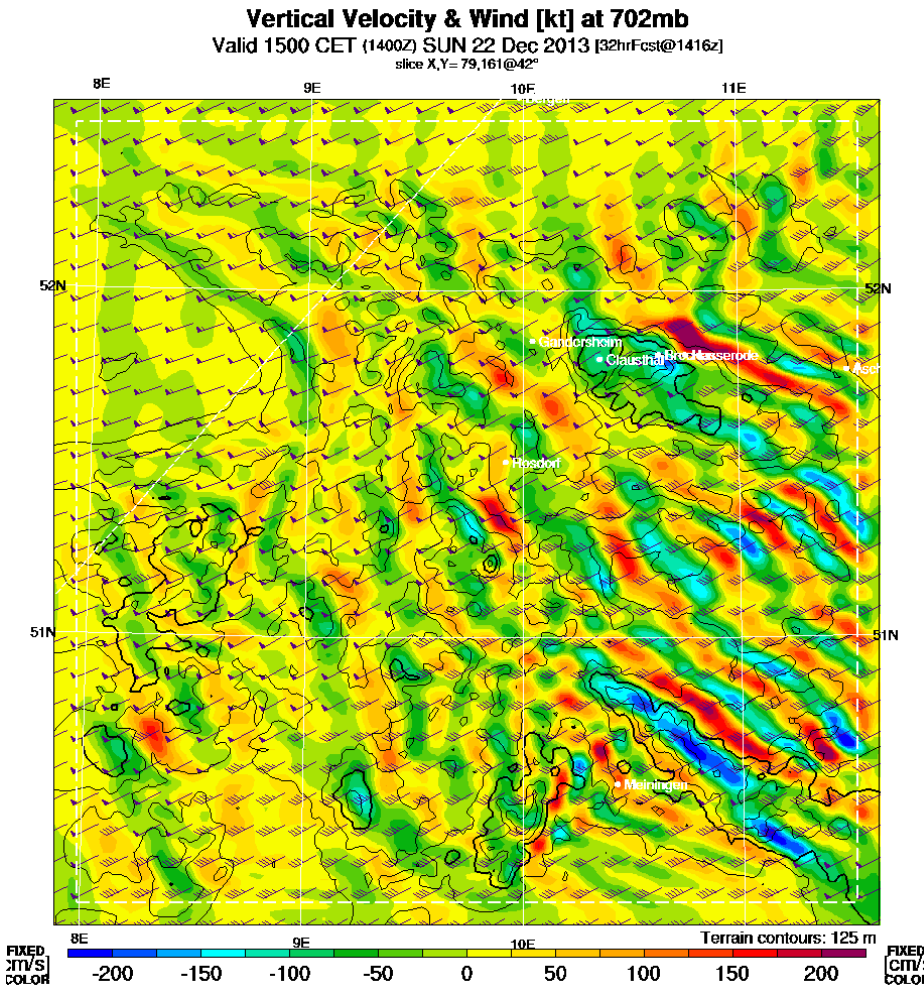 Vertical Velocity & Wind [kt] at 702mb
Valid 1500 CET (1400Z) SUN 22 Dec 2013 [32hrFcst@1416z]
slice X,Y= 79,161@42°
8E 9E 10E 11E
Bergen
52N 52N
Gandersheim
Clausthal
Hasserode
Rosdorf
51N 51N
Meiningen
8E 9E 10E Terrain contours: 125 m
FIXED FIXED
-200 -150 -100 -50 0 50 100 150 200
COLOR COLOR